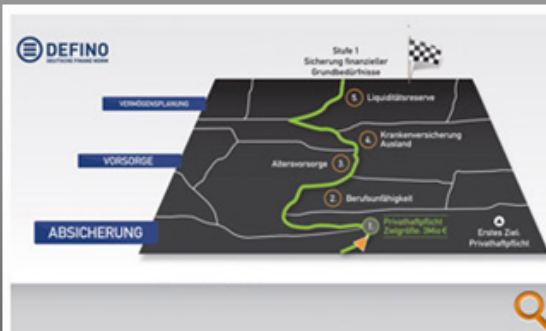 DEFINO
DEUTSCHE FINANZ NORM
Stufe 1
Sicherung finanzieller
Grundbedürfnisse
VERMÖGENSPLANUNG
5. Liquiditätsreserve
4. Krankenversicherung
Ausland
VORSORGE
Altersvorsorge 3.
2. Berufsunfähigkeit
ABSICHERUNG
1. Privathaftpflicht
Zielgröße: 3Mio €
Erstes Ziel:
Privathaftpflicht